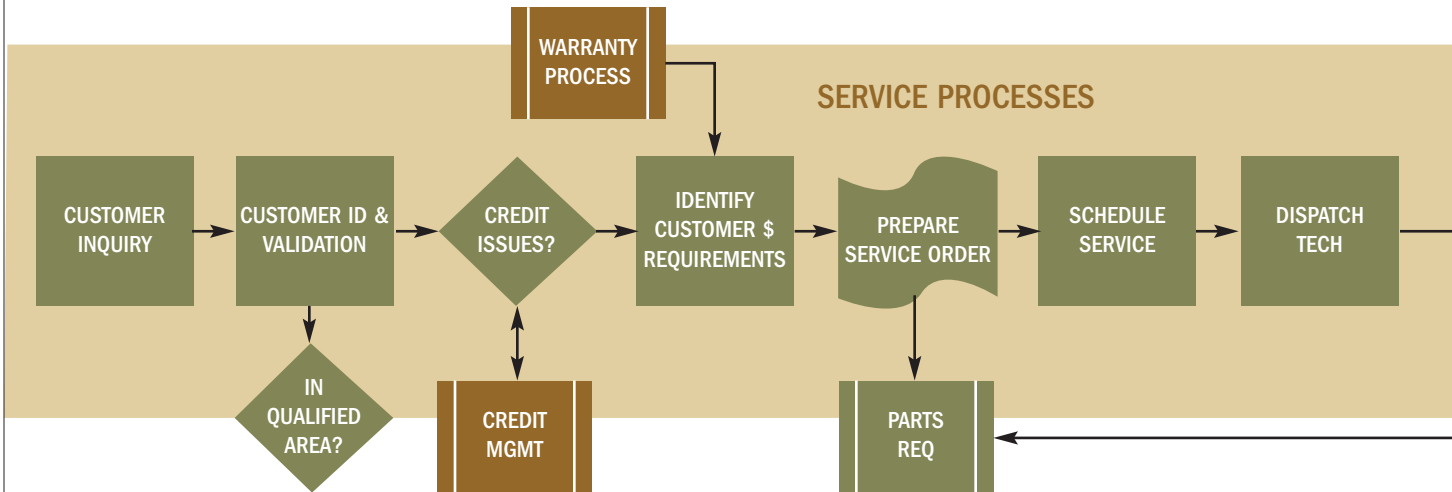 WARRANTY
PROCESS
SERVICE PROCESSES
CUSTOMER
INQUIRY
CUSTOMER ID &
VALIDATION
CREDIT
ISSUES?
IDENTIFY
CUSTOMER $
REQUIREMENTS
PREPARE
SERVICE ORDER
SCHEDULE
SERVICE
DISPATCH
TECH
IN
QUALIFIED
AREA?
CREDIT
MGMT
PARTS
REQ